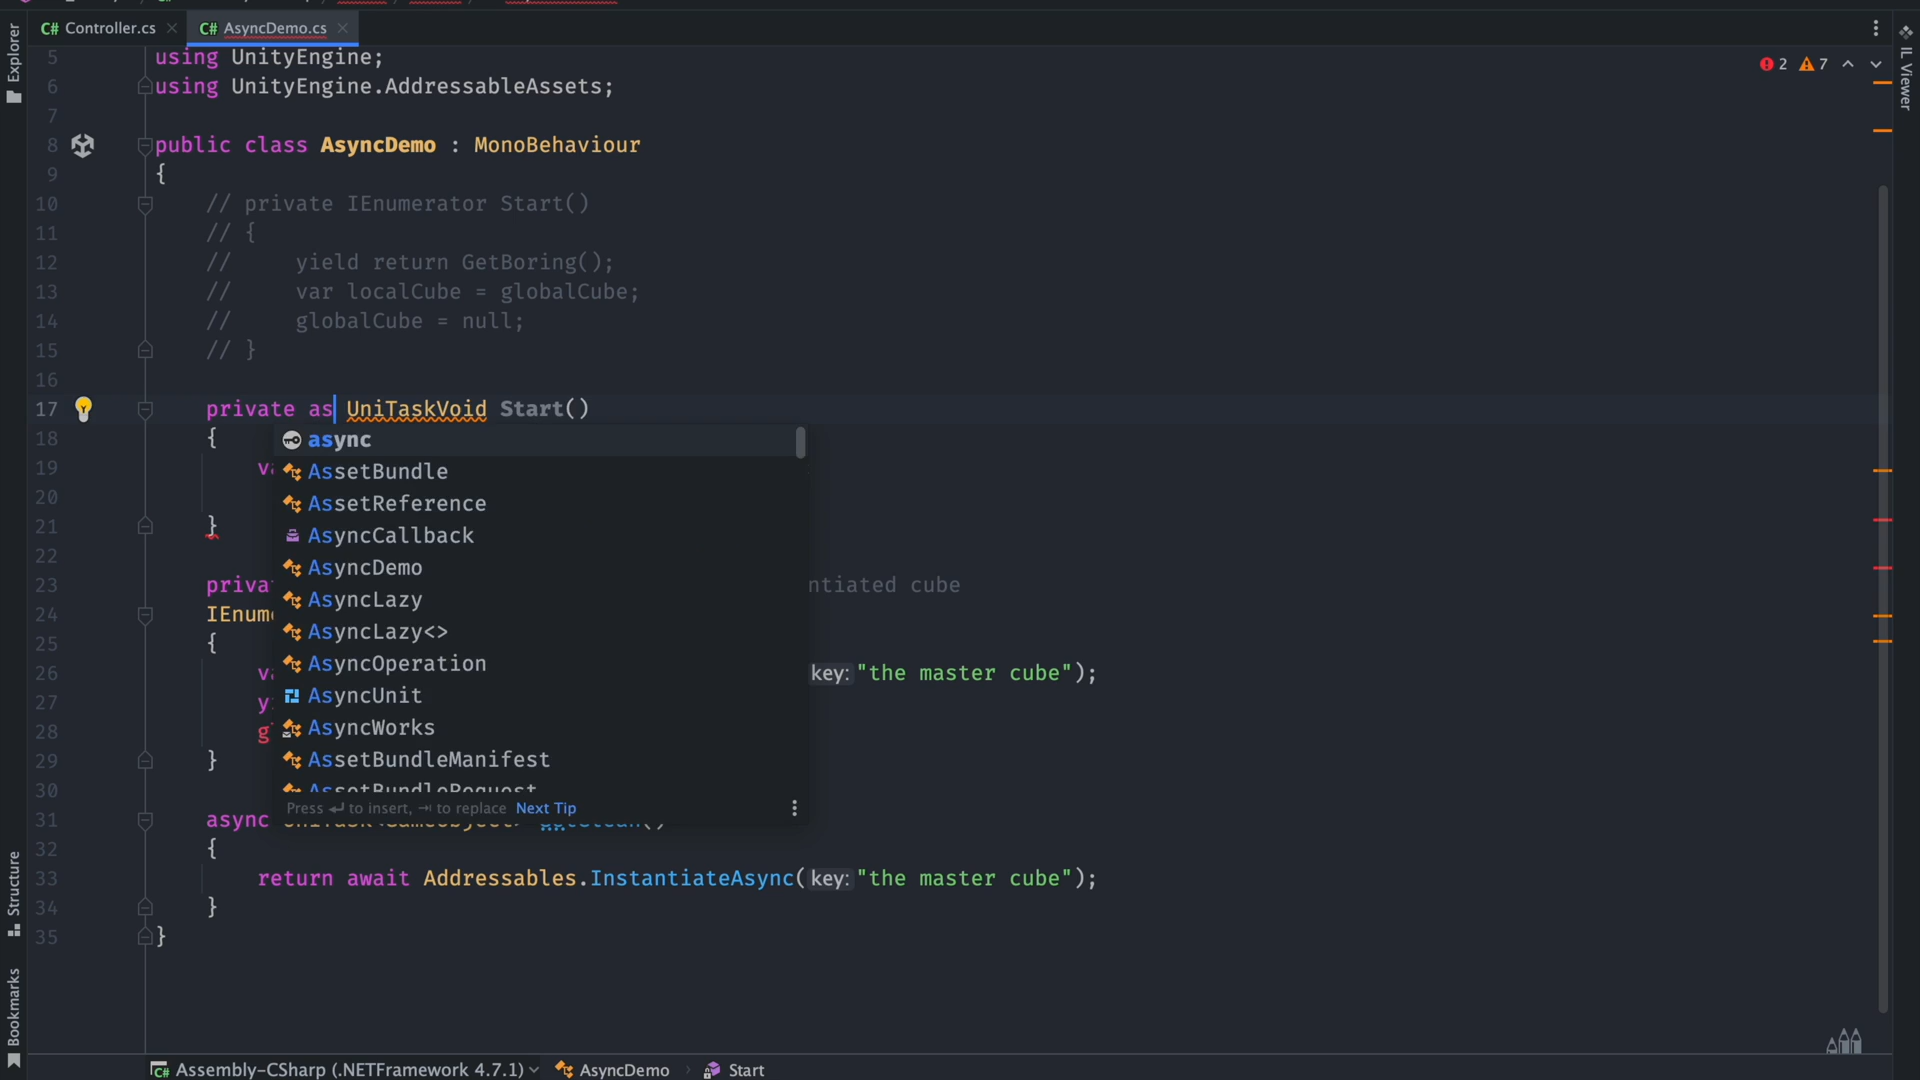 Explorer
C# Controller.cs
C# AsyncDemo.cs
IL Viewer
2 7
5 using UnityEngine;
6 using UnityEngine.AddressableAssets;
7
8 public class AsyncDemo : MonoBehaviour
9 {
10 // private IEnumerator Start()
11 // {
12 // yield return GetBoring();
13 // var localCube = globalCube;
14 // globalCube = null;
15 // }
16
17 private as UniTaskVoid Start()
18 {
async
19 va
AssetBundle
20
AssetReference
21 }
AsyncCallback
22
AsyncDemo
23 priva
ntiated cube
AsyncLazy
24 IEnum
AsyncLazy<>
25 {
AsyncOperation
26 va
key: "the master cube");
AsyncUnit
27 y
AsyncWorks
28 g
AssetBundleManifest
29 }
AssetBundleRequest
30
Press ↵ to insert, ⇥ to replace Next Tip
31 async
32 {
33 return await Addressables.InstantiateAsync( key: "the master cube");
34 }
35 }
Structure
Bookmarks
C# Assembly-CSharp (.NETFramework 4.7.1)
AsyncDemo
Start